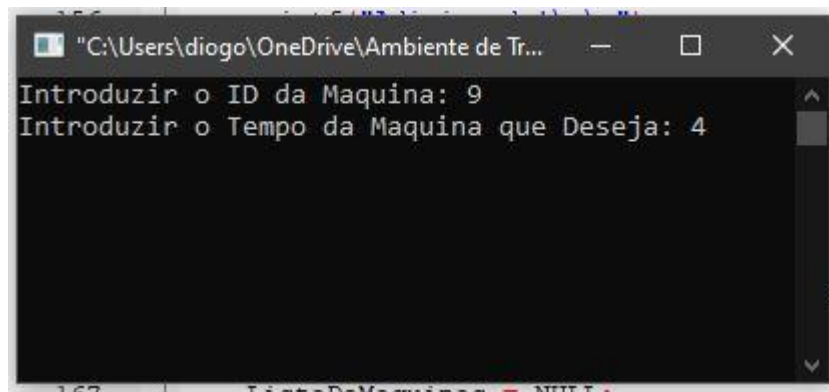 "C:\Users\diogo\OneDrive\Ambiente de Tr...
Introduzir o ID da Maquina: 9
Introduzir o Tempo da Maquina que Deseja: 4
167 ListaDeMaquinas = NULL;